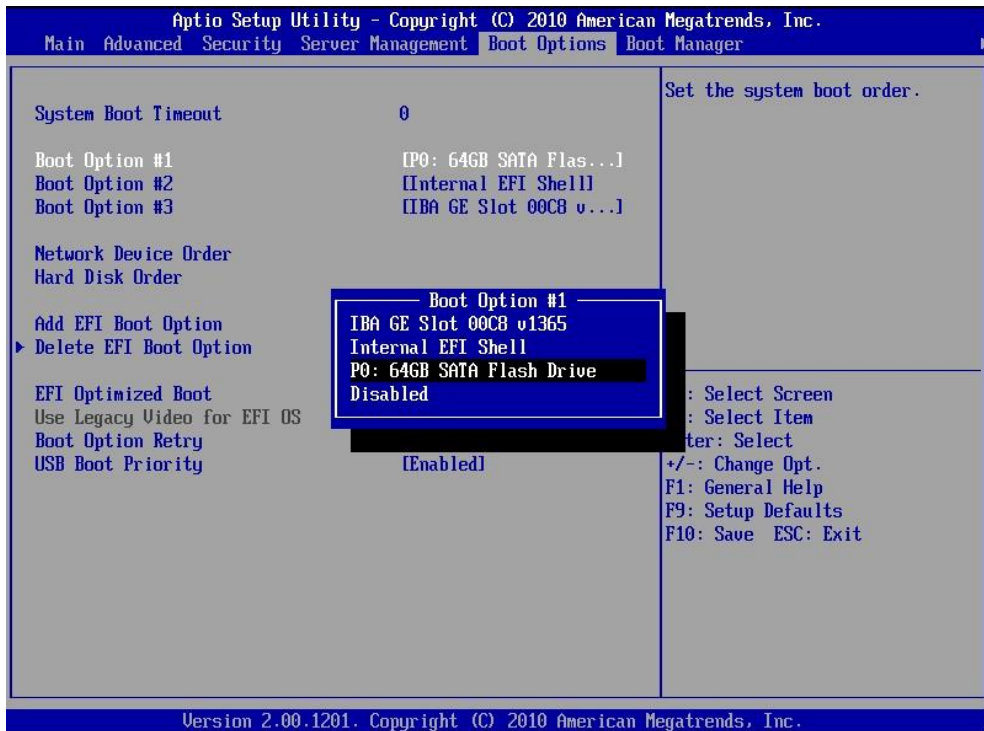 Aptio Setup Utility - Copyright (C) 2010 American Megatrends, Inc.
Main Advanced Security Server Management Boot Options Boot Manager
System Boot Timeout 0
Boot Option #1 [P0: 64GB SATA Flas...]
Boot Option #2 [Internal EFI Shell]
Boot Option #3 [IBA GE Slot 00C8 v...]
Network Device Order
Hard Disk Order
Add EFI Boot Option
Delete EFI Boot Option
EFI Optimized Boot
Use Legacy Video for EFI OS
Boot Option Retry
USB Boot Priority [Enabled]
Boot Option #1
IBA GE Slot 00C8 v1365
Internal EFI Shell
P0: 64GB SATA Flash Drive
Disabled
Set the system boot order.
: Select Screen
: Select Item
ter: Select
+/-: Change Opt.
F1: General Help
F9: Setup Defaults
F10: Save ESC: Exit
Version 2.00.1201. Copyright (C) 2010 American Megatrends, Inc.